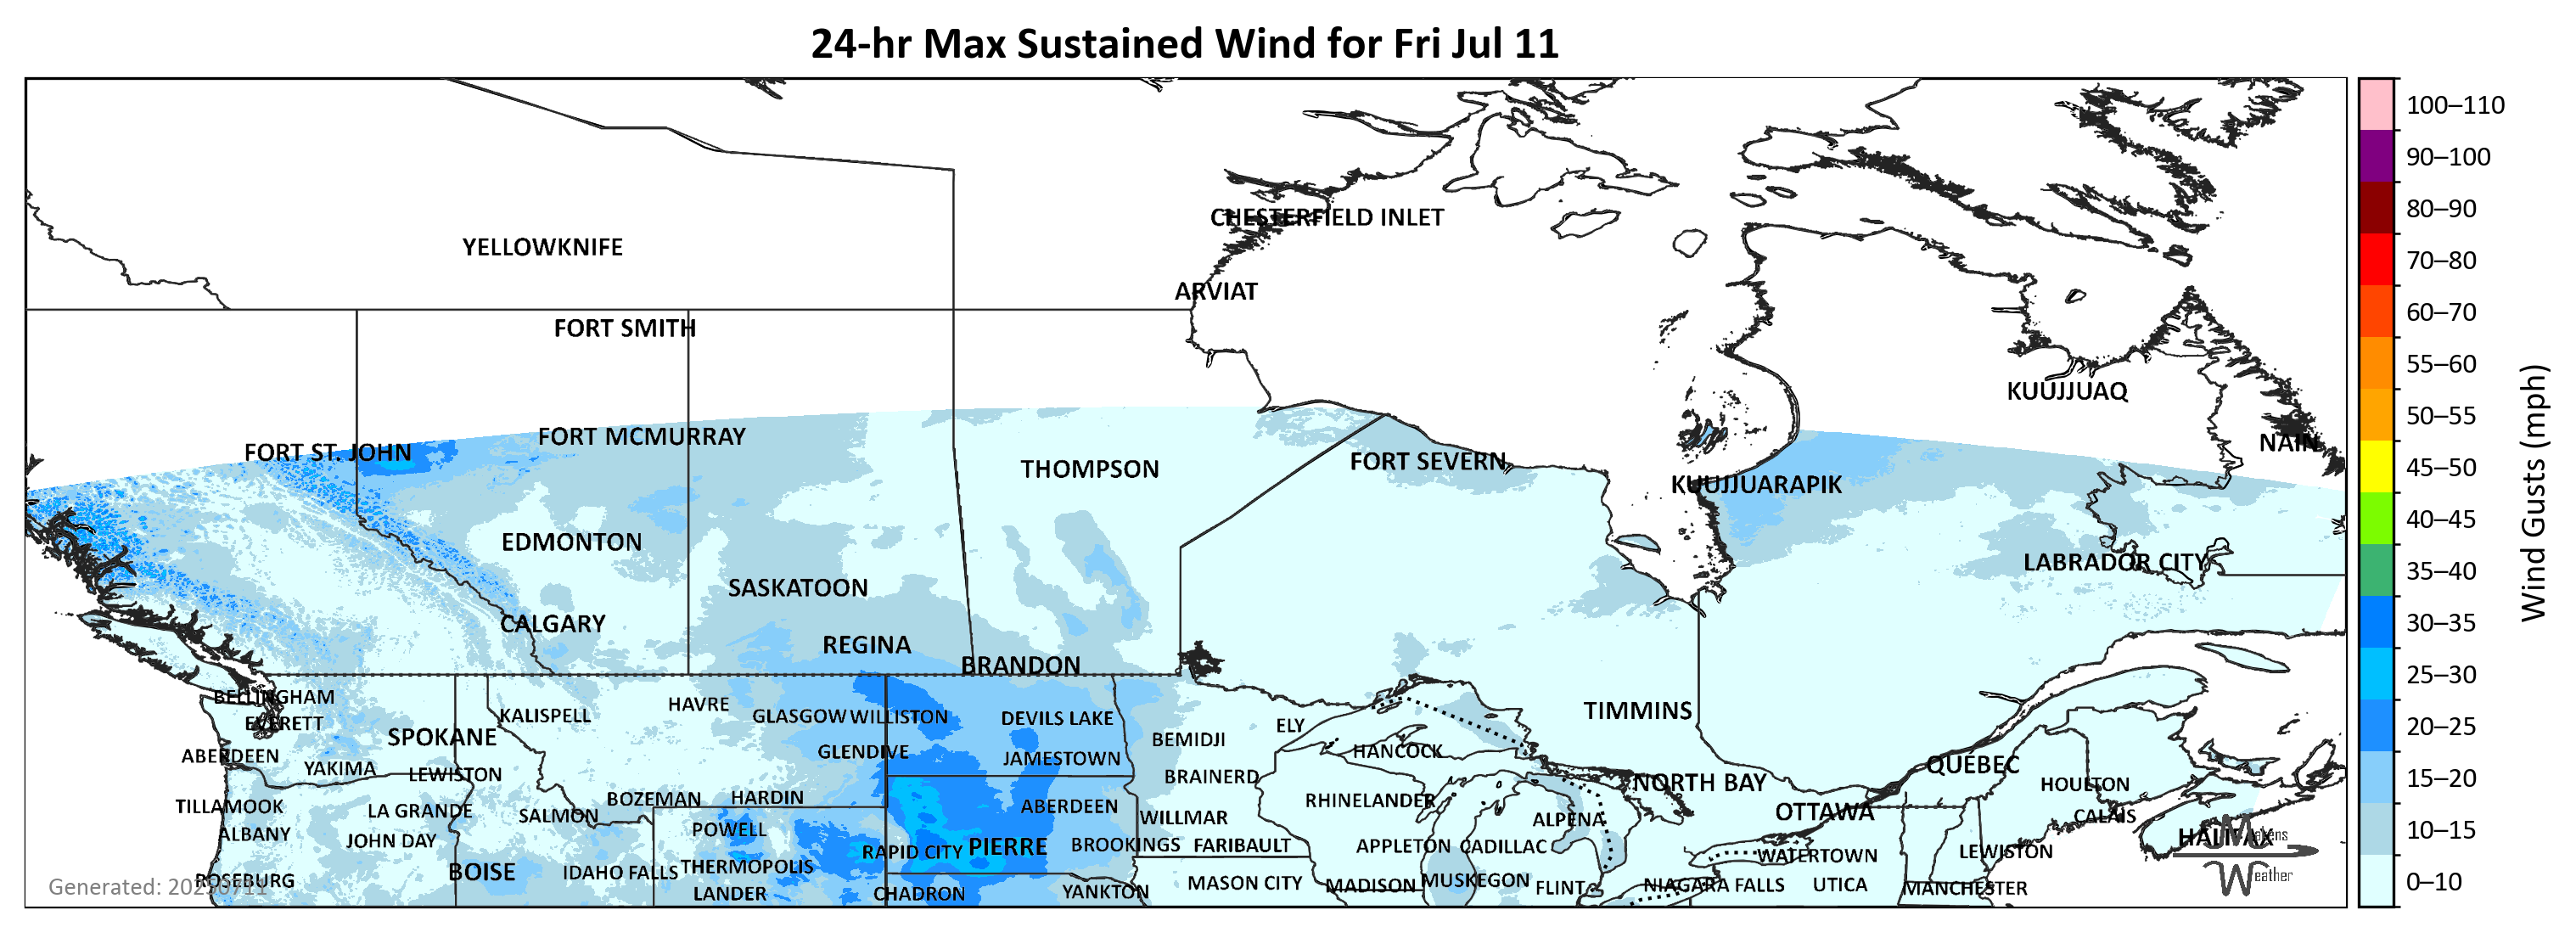 24-hr Max Sustained Wind for Fri Jul 11
100–110
90–100
80–90
70–80
60–70
55–60
50–55
45–50
40–45
35–40
30–35
25–30
20–25
15–20
10–15
0–10
Wind Gusts (mph)
CHESTERFIELD INLET
YELLOWKNIFE
ARVIAT
FORT SMITH
KUUJJUAQ
FORT MCMURRAY
NAIN
FORT ST. JOHN
FORT SEVERN
THOMPSON
KUUJJUARAPIK
EDMONTON
LABRADOR CITY
SASKATOON
CALGARY
REGINA
BRANDON
BELLINGHAM
HAVRE
TIMMINS
KALISPELL
GLASGOW
WILLISTON
DEVILS LAKE
EVERETT
ELY
SPOKANE
BEMIDJI
HANCOCK
GLENDIVE
ABERDEEN
JAMESTOWN
QUÉBEC
YAKIMA
LEWISTON
BRAINERD
NORTH BAY
HOULTON
BOZEMAN
HARDIN
RHINELANDER
TILLAMOOK
LA GRANDE
ABERDEEN
OTTAWA
SALMON
WILLMAR
CALAIS
ALPENA
POWELL
ALBANY
HALIFAX
JOHN DAY
BROOKINGS
FARIBAULT
APPLETON
CADILLAC
RAPID CITY
PIERRE
LEWISTON
WATERTOWN
THERMOPOLIS
BOISE
IDAHO FALLS
ROSEBURG
MUSKEGON
MASON CITY
MADISON
FLINT
NIAGARA FALLS
UTICA
MANCHESTER
LANDER
CHADRON
YANKTON
Generated: 20250711
Weather